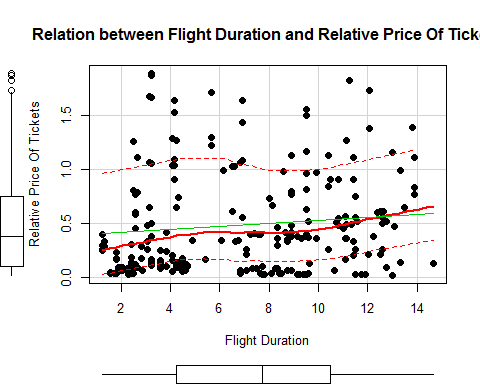 Relation between Flight Duration and Relative Price Of Ticke
Relative Price Of Tickets
0.0 0.5 1.0 1.5
2 4 6 8 10 12 14
Flight Duration